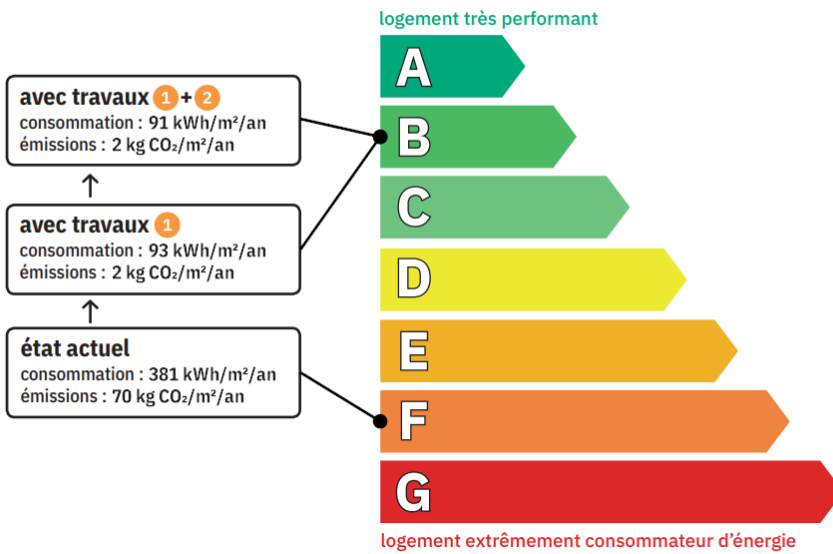 logement très performant
A
avec travaux 1 + 2
consommation : 91 kWh/m²/an
émissions : 2 kg CO₂/m²/an
B
avec travaux 1
consommation : 93 kWh/m²/an
émissions : 2 kg CO₂/m²/an
C
D
état actuel
consommation : 381 kWh/m²/an
émissions : 70 kg CO₂/m²/an
E
F
G
logement extrêmement consommateur d’énergie